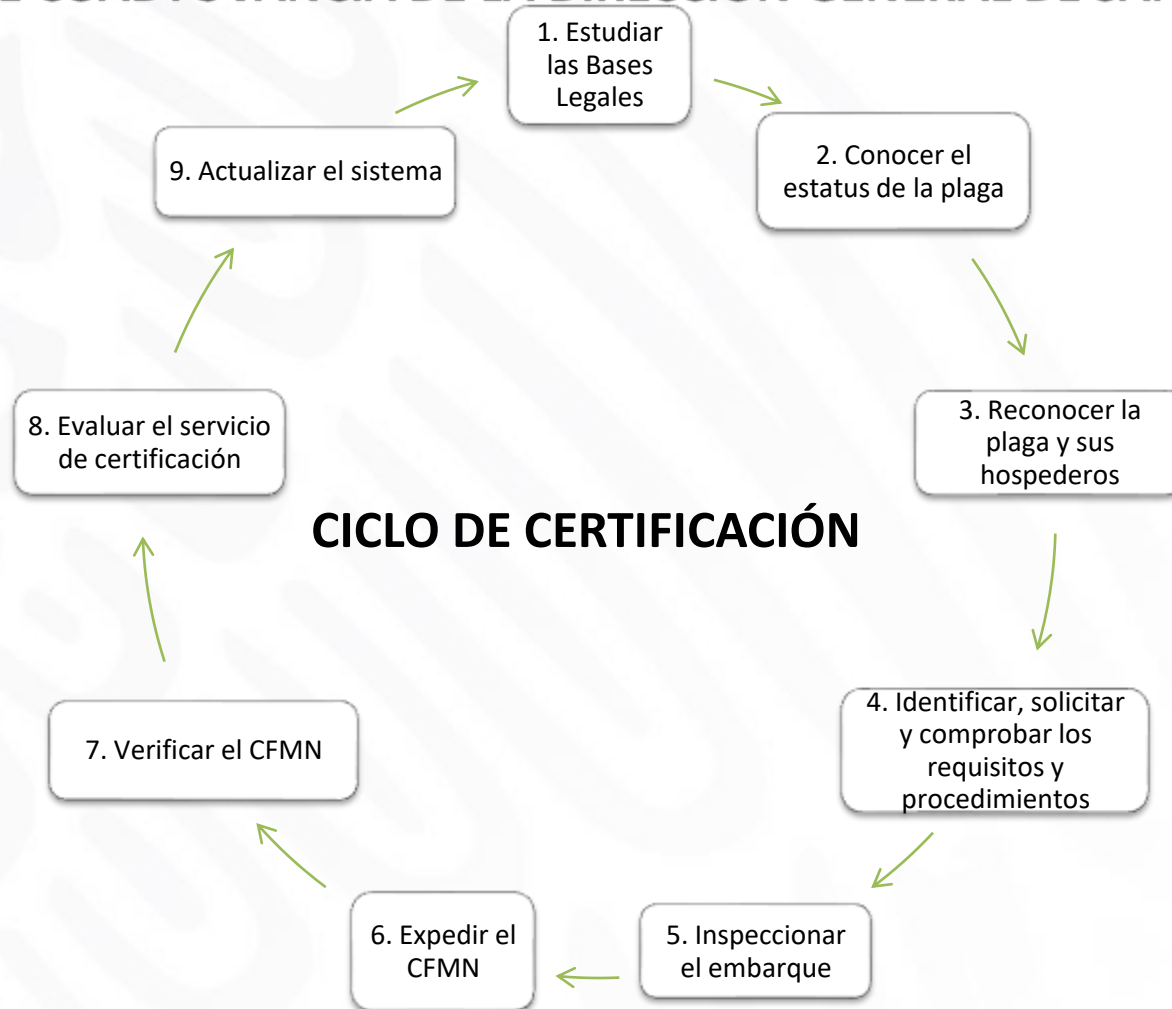 1. Estudiar
las Bases
Legales
2. Conocer el
estatus de la plaga
3. Reconocer la
plaga y sus
hospederos
4. Identificar, solicitar
y comprobar los
requisitos y
procedimientos
5. Inspeccionar
el embarque
6. Expedir el
CFMN
7. Verificar el CFMN
8. Evaluar el servicio
de certificación
9. Actualizar el sistema
CICLO DE CERTIFICACIÓN